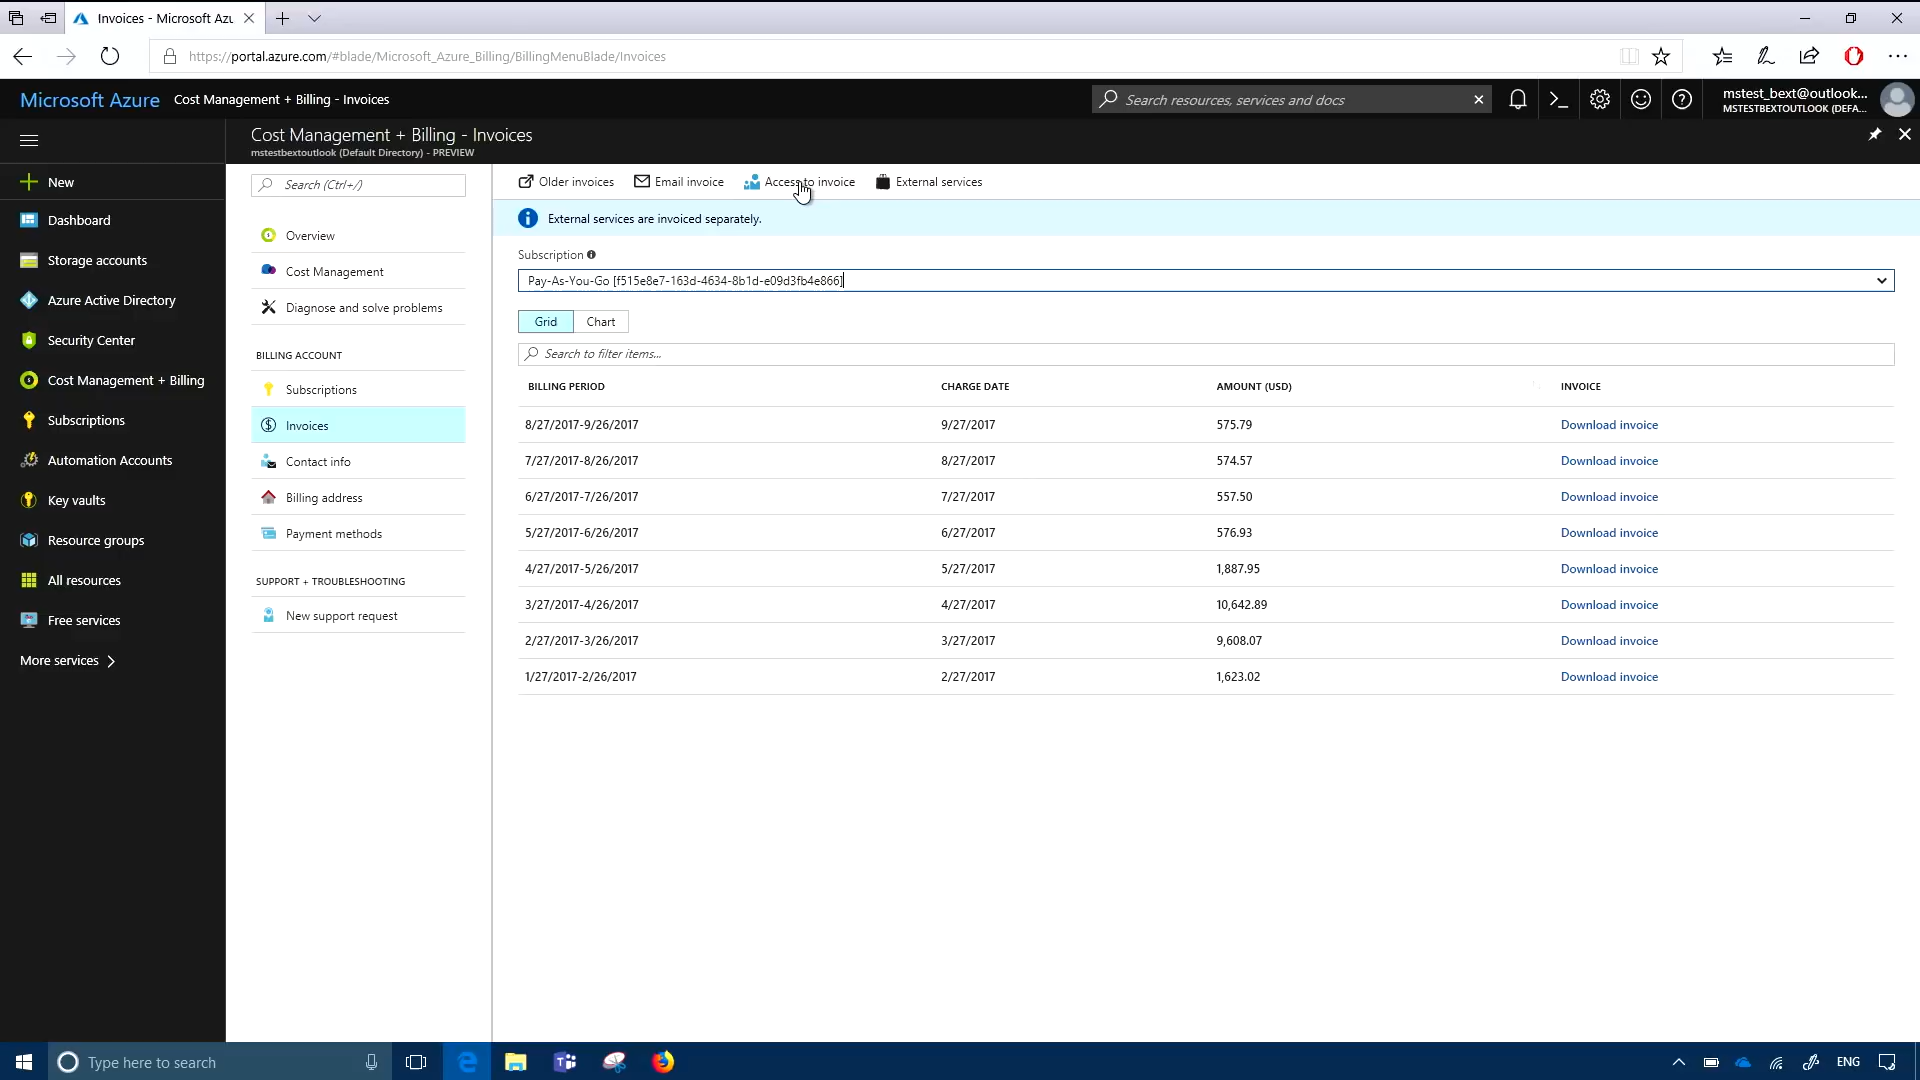 Invoices - Microsoft Azu
https://portal.azure.com/#blade/Microsoft_Azure_Billing/BillingMenuBlade/Invoices
Microsoft Azure
Cost Management + Billing - Invoices
Search resources, services and docs
mstest_bext@outlook...
MSTESTBEXTOUTLOOK (DEFA...
Cost Management + Billing - Invoices
mstestbextoutlook (Default Directory) - PREVIEW
New
Dashboard
Storage accounts
Azure Active Directory
Security Center
Cost Management + Billing
Subscriptions
Automation Accounts
Key vaults
Resource groups
All resources
Free services
More services
Search (Ctrl+/)
Overview
Cost Management
Diagnose and solve problems
BILLING ACCOUNT
Subscriptions
Invoices
Contact info
Billing address
Payment methods
SUPPORT + TROUBLESHOOTING
New support request
Older invoices
Email invoice
Access to invoice
External services
External services are invoiced separately.
Subscription
Pay-As-You-Go [f515e8e7-163d-4634-8b1d-e09d3fb4e866]
Grid
Chart
Search to filter items...
BILLING PERIOD CHARGE DATE AMOUNT (USD) INVOICE
8/27/2017-9/26/2017 9/27/2017 575.79 Download invoice
7/27/2017-8/26/2017 8/27/2017 574.57 Download invoice
6/27/2017-7/26/2017 7/27/2017 557.50 Download invoice
5/27/2017-6/26/2017 6/27/2017 576.93 Download invoice
4/27/2017-5/26/2017 5/27/2017 1,887.95 Download invoice
3/27/2017-4/26/2017 4/27/2017 10,642.89 Download invoice
2/27/2017-3/26/2017 3/27/2017 9,608.07 Download invoice
1/27/2017-2/26/2017 2/27/2017 1,623.02 Download invoice
Type here to search
ENG